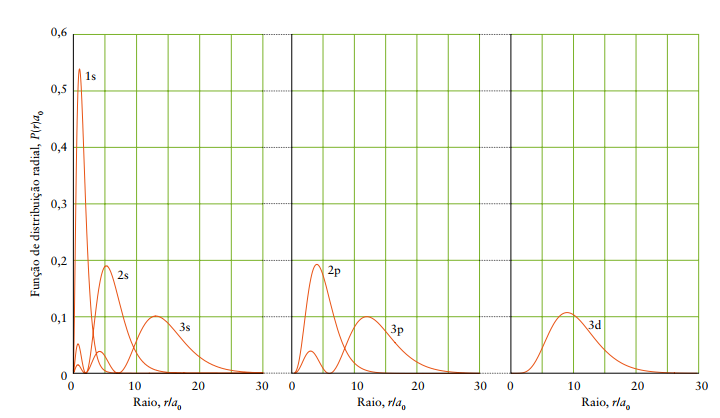 Função de distribuição radial, P(r)a₀
0,6
0,5
0,4
0,3
0,2
0,1
0
1s
2s
3s
2p
3p
3d
0 10 20 30
0 10 20 30
0 10 20 30
Raio, r/a₀
Raio, r/a₀
Raio, r/a₀